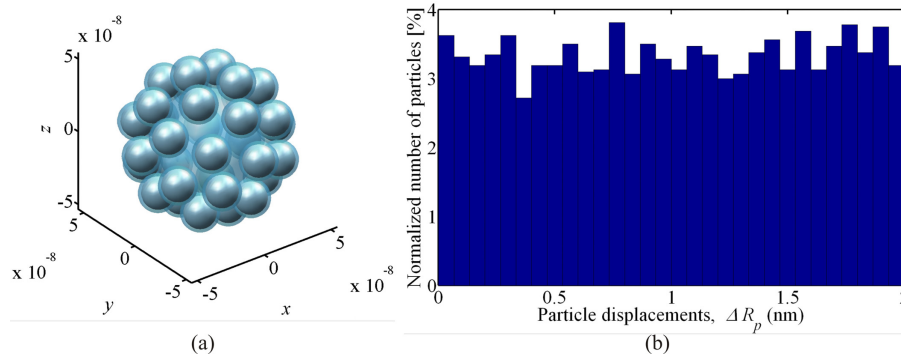 x 10 -8
5
0
-5
z
5
0
-5
x 10 -8
y
-5
0
5
x 10 -8
x
(a)
4
3
2
1
0
Normalized number of particles [%]
0 0.5 1 1.5 2
Particle displacements, Δ R p (nm)
(b)